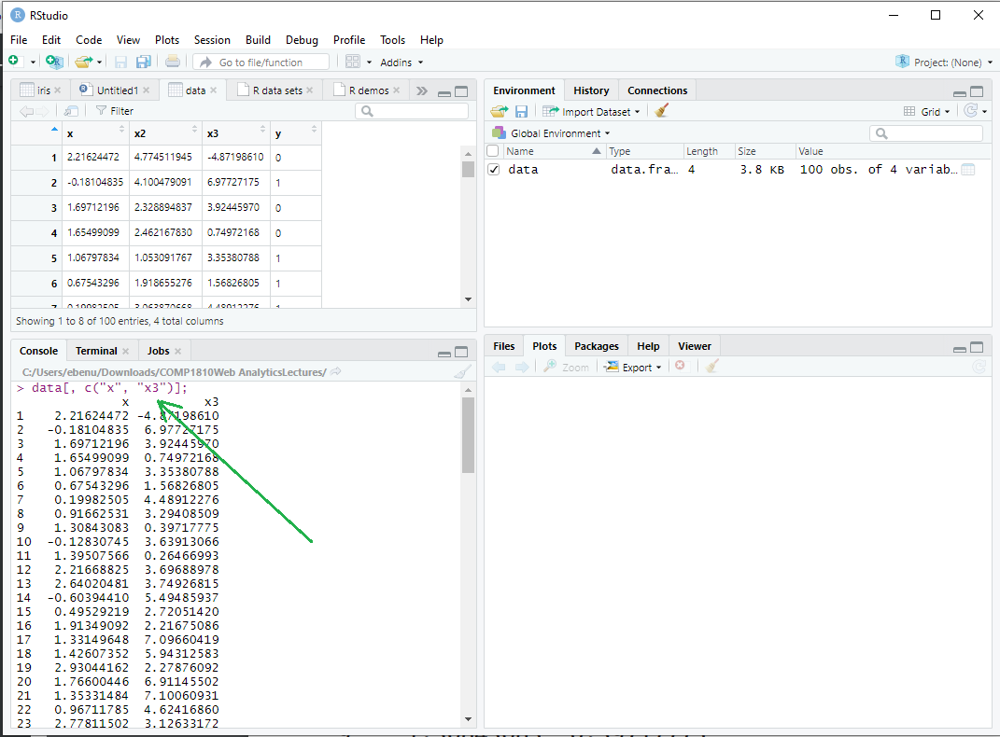 RStudio
File Edit Code View Plots Session Build Debug Profile Tools Help
Go to file/function Addins Project: (None)
iris Untitled1 data R data sets R demos
Filter
x x2 x3 y
1 2.21624472 4.774511945 -4.87198610 0
2 -0.18104835 4.100479091 6.97727175 1
3 1.69712196 2.328894837 3.92445970 0
4 1.65499099 2.462167830 0.74972168 0
5 1.06797834 1.053091767 3.35380788 1
6 0.67543296 1.918655276 1.56826805 1
7 0.19982505 3.063870668 4.48912276 1
Showing 1 to 8 of 100 entries, 4 total columns
Console Terminal Jobs
C:/Users/ebenu/Downloads/COMP1810Web AnalyticsLectures/
> data[, c("x", "x3")];
x x3
1 2.21624472 -4.87198610
2 -0.18104835 6.97727175
3 1.69712196 3.92445970
4 1.65499099 0.74972168
5 1.06797834 3.35380788
6 0.67543296 1.56826805
7 0.19982505 4.48912276
8 0.91662531 3.29408509
9 1.30843083 0.39717775
10 -0.12830745 3.63913066
11 1.39507566 0.26466993
12 2.21668825 3.69688978
13 2.64020481 3.74926815
14 -0.60394410 5.49485937
15 0.49529219 2.72051420
16 1.91349092 2.21675086
17 1.33149648 7.09660419
18 1.42607352 5.94312583
19 2.93044162 2.27876092
20 1.76600446 6.91145502
21 1.35331484 7.10060931
22 0.96711785 4.62416860
23 2.77811502 3.12633172
Environment History Connections
Import Dataset Grid
Global Environment
Name Type Length Size Value
data data.fra... 4 3.8 KB 100 obs. of 4 variab...
Files Plots Packages Help Viewer
Zoom Export